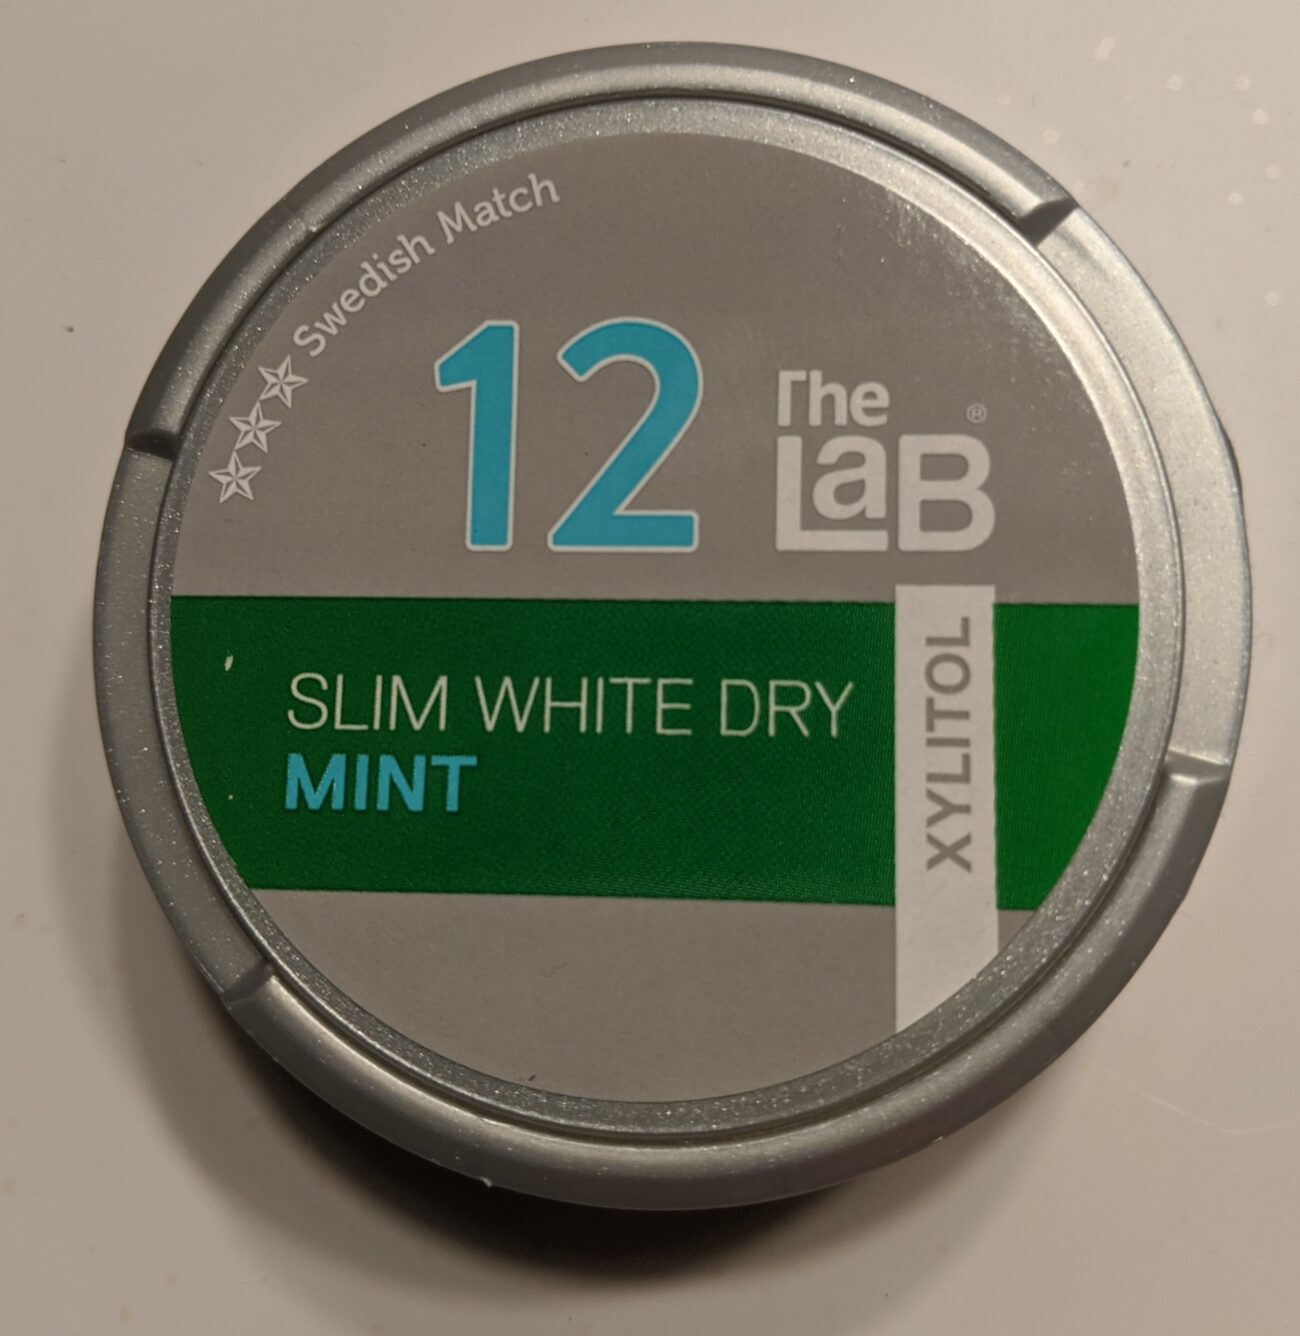 Swedish Match
12
The
LaB®
SLIM WHITE DRY
MINT
XYLITOL